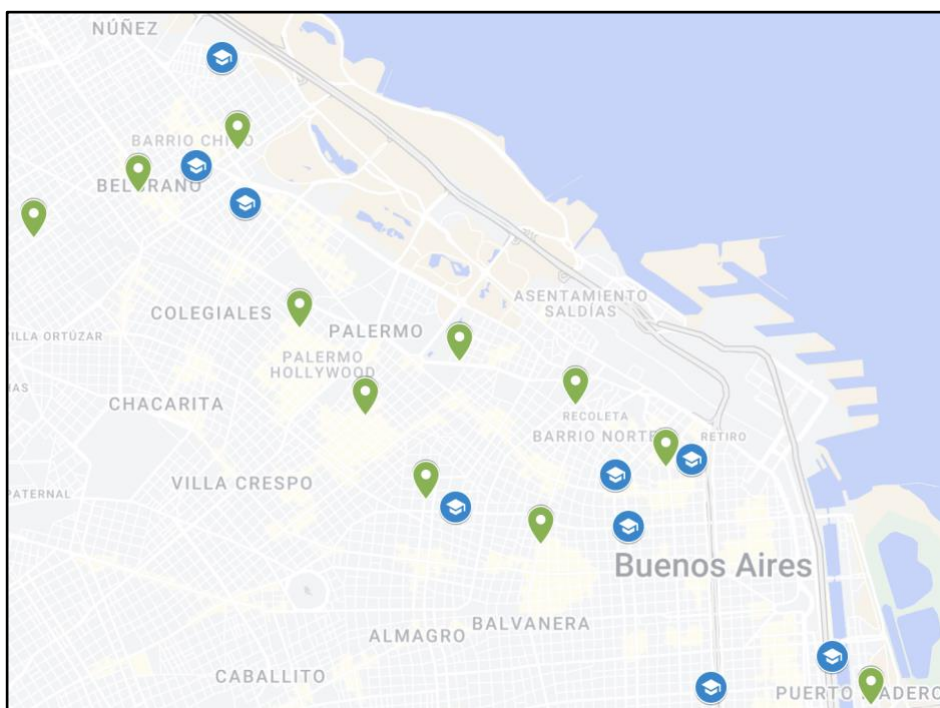 NÚÑEZ
BARRIO CHINO
BELGRANO
ASENTAMIENTO
SALDÍAS
COLEGIALES
PALERMO
VILLA ORTÚZAR
PALERMO
HOLLYWOOD
CHACARITA
RECOLETA
BARRIO NORTE
RETIRO
VILLA CRESPO
PATERNAL
Buenos Aires
BALVANERA
ALMAGRO
CABALLITO
PUERTO MADERO